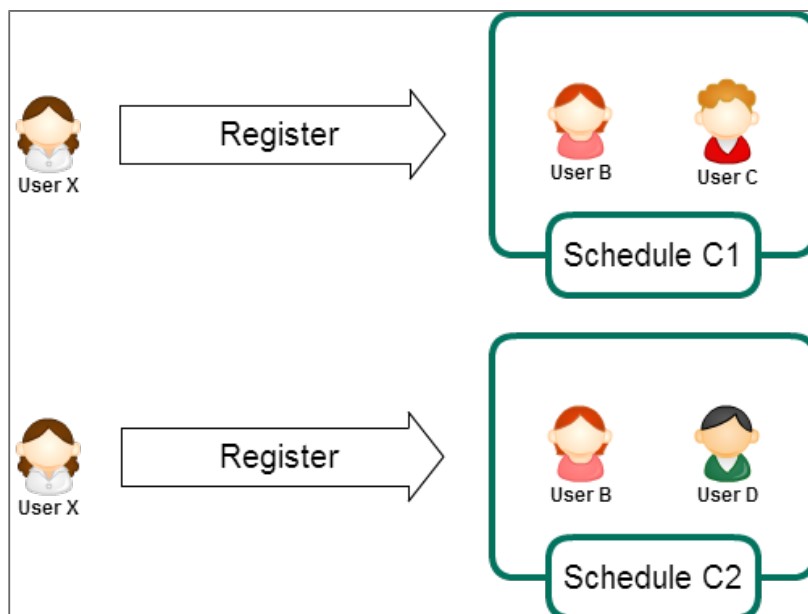 Register
User X
User B
User C
Schedule C1
Register
User X
User B
User D
Schedule C2